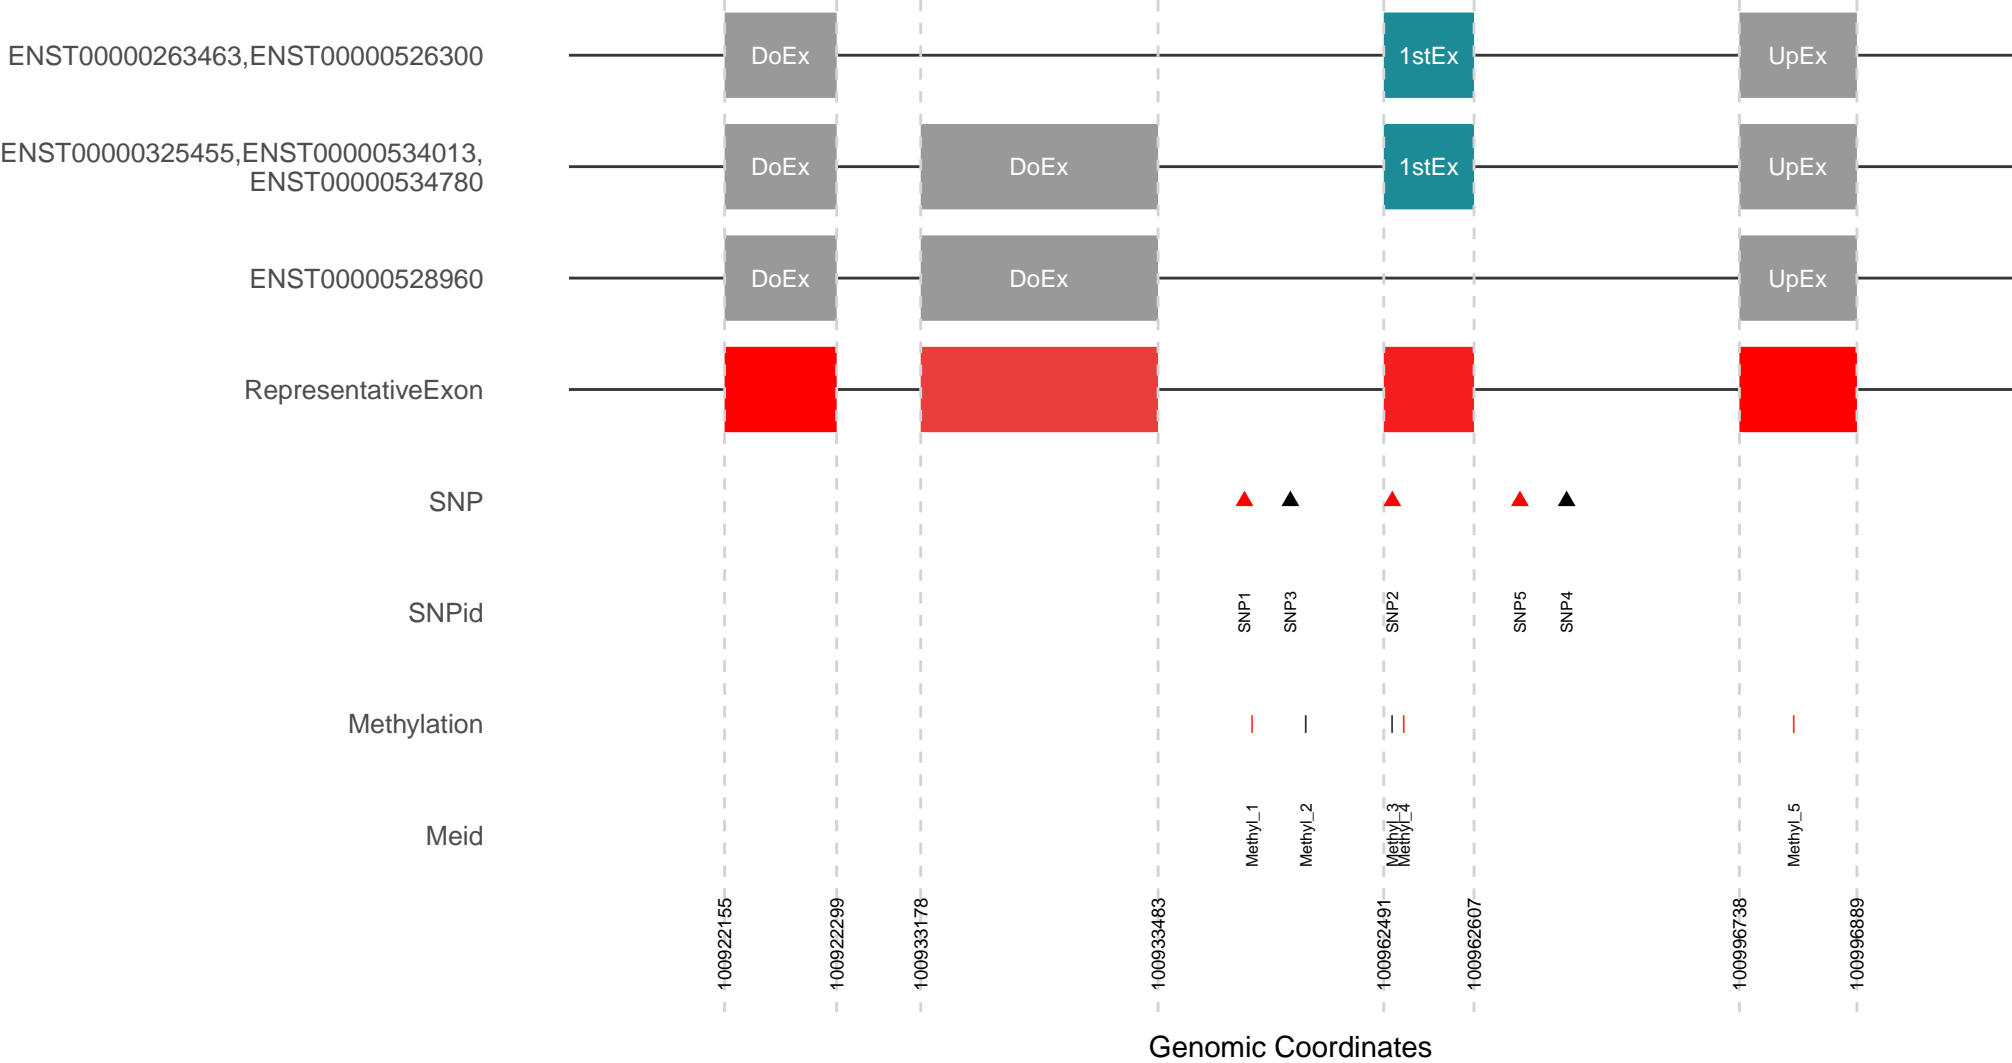 ENST00000263463,ENST00000526300
DoEx
1stEx
UpEx
ENST00000325455,ENST00000534013,
ENST00000534780
DoEx
DoEx
1stEx
UpEx
ENST00000528960
DoEx
DoEx
UpEx
RepresentativeExon
SNP
SNPid
SNP1
SNP3
SNP2
SNP5
SNP4
Methylation
Meid
Methyl_1
Methyl_2
Methyl_3
Methyl_4
Methyl_5
100922155
100922299
100933178
100933483
100962491
100962607
100996738
100996889
Genomic Coordinates